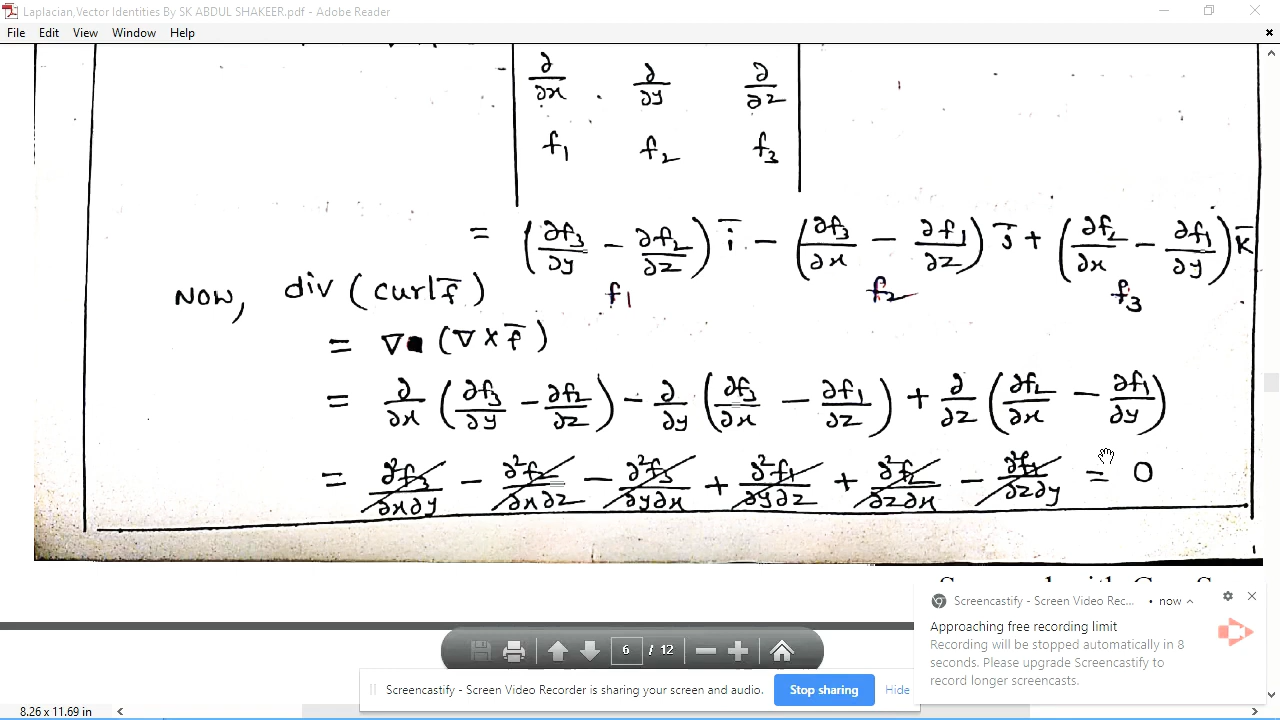 Laplacian,Vector Identities By SK ABDUL SHAKEER.pdf - Adobe Reader
File Edit View Window Help
∂/∂x ∂/∂y ∂/∂z
f₁ f₂ f₃
= (∂f₃/∂y − ∂f₂/∂z) i̅ − (∂f₃/∂x − ∂f₁/∂z) j̅ + (∂f₂/∂x − ∂f₁/∂y) k̅
f₁ f₂ f₃
Now, div (curl f̅)
= ∇ • (∇ × f̅)
= ∂/∂x (∂f₃/∂y − ∂f₂/∂z) − ∂/∂y (∂f₃/∂x − ∂f₁/∂z) + ∂/∂z (∂f₂/∂x − ∂f₁/∂y)
= ∂²f₃/∂x∂y − ∂²f₂/∂x∂z − ∂²f₃/∂y∂x + ∂²f₁/∂y∂z + ∂²f₂/∂z∂x − ∂²f₁/∂z∂y = 0
Screencastify - Screen Video Rec... • now
Approaching free recording limit
Recording will be stopped automatically in 8
seconds. Please upgrade Screencastify to
record longer screencasts.
6 / 12
Screencastify - Screen Video Recorder is sharing your screen and audio. Stop sharing Hide
8.26 x 11.69 in